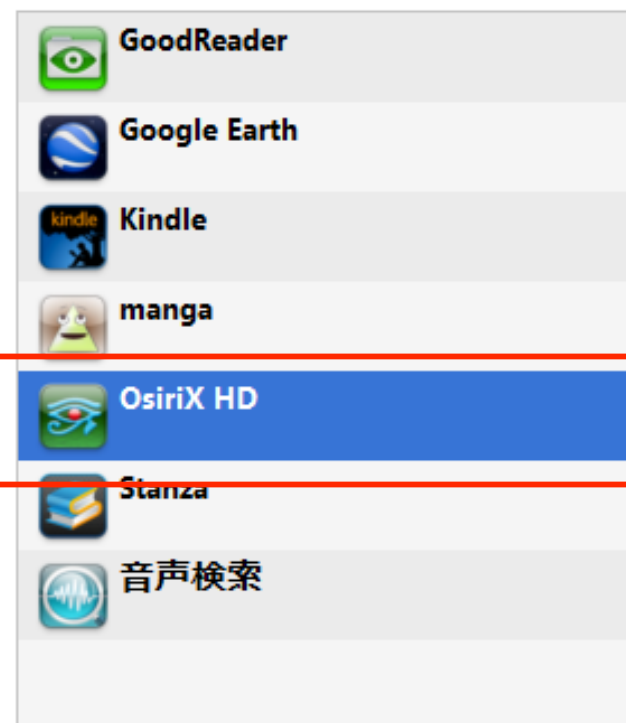 GoodReader
Google Earth
kindle
Kindle
manga
OsiriX HD
Stanza
音声検索